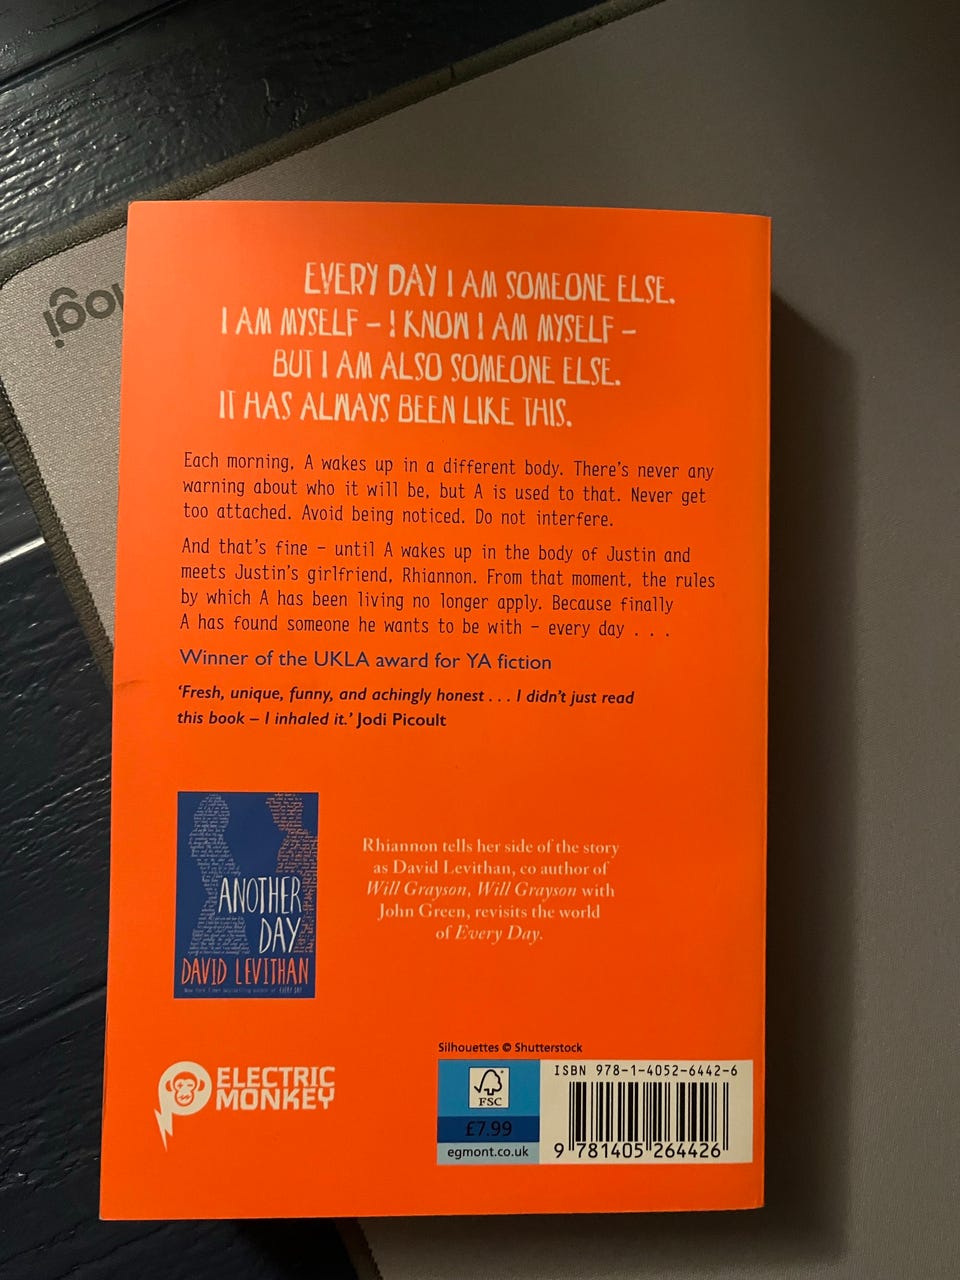 logi
EVERY DAY I AM SOMEONE ELSE.
I AM MYSELF – I KNOW I AM MYSELF –
BUT I AM ALSO SOMEONE ELSE.
IT HAS ALWAYS BEEN LIKE THIS.
Each morning, A wakes up in a different body. There's never any
warning about who it will be, but A is used to that. Never get
too attached. Avoid being noticed. Do not interfere.
And that's fine – until A wakes up in the body of Justin and
meets Justin's girlfriend, Rhiannon. From that moment, the rules
by which A has been living no longer apply. Because finally
A has found someone he wants to be with – every day . . .
Winner of the UKLA award for YA fiction
'Fresh, unique, funny, and achingly honest . . . I didn't just read
this book – I inhaled it.' Jodi Picoult
ANOTHER
DAY
DAVID LEVITHAN
New York Times bestselling author of EVERY DAY
Rhiannon tells her side of the story
as David Levithan, co author of
Will Grayson, Will Grayson with
John Green, revisits the world
of Every Day.
ELECTRIC
MONKEY
Silhouettes © Shutterstock
FSC
£7.99
egmont.co.uk
ISBN 978-1-4052-6442-6
9 781405 264426